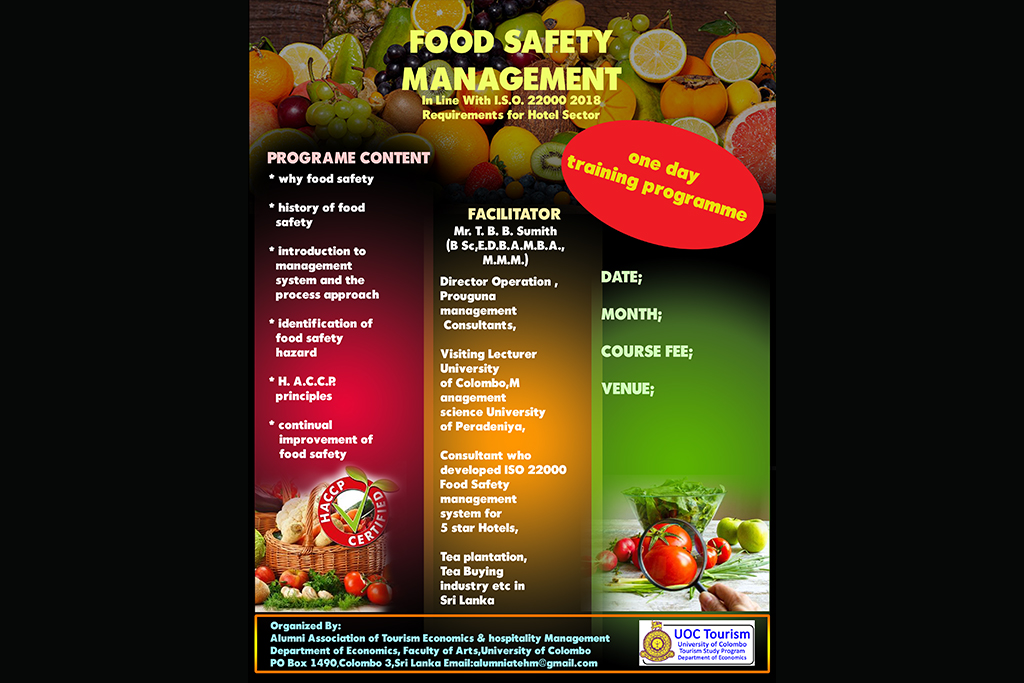 FOOD SAFETY
MANAGEMENT
In Line With I.S.O. 22000 2018
Requirements for Hotel Sector
one day
training programme
PROGRAME CONTENT
* why food safety
* history of food
safety
* introduction to
management
system and the
process approach
* identification of
food safety
hazard
* H. A.C.C.P.
principles
* continual
improvement of
food safety
HACCP
CERTIFIED
FACILITATOR
Mr. T. B. B. Sumith
(B Sc,E.D.B.A.M.B.A.,
M.M.M.)
Director Operation ,
Prouguna
management
Consultants,
Visiting Lecturer
University
of Colombo,M
anagement
science University
of Peradeniya,
Consultant who
developed ISO 22000
Food Safety
management
system for
5 star Hotels,
Tea plantation,
Tea Buying
industry etc in
Sri Lanka
DATE;
MONTH;
COURSE FEE;
VENUE;
Organized By:
Alumni Association of Tourism Economics & hospitality Management
Department of Economics, Faculty of Arts,University of Colombo
PO Box 1490,Colombo 3,Sri Lanka Email:alumniatehm@gmail.com
UOC Tourism
University of Colombo
Tourism Study Program
Department of Economics